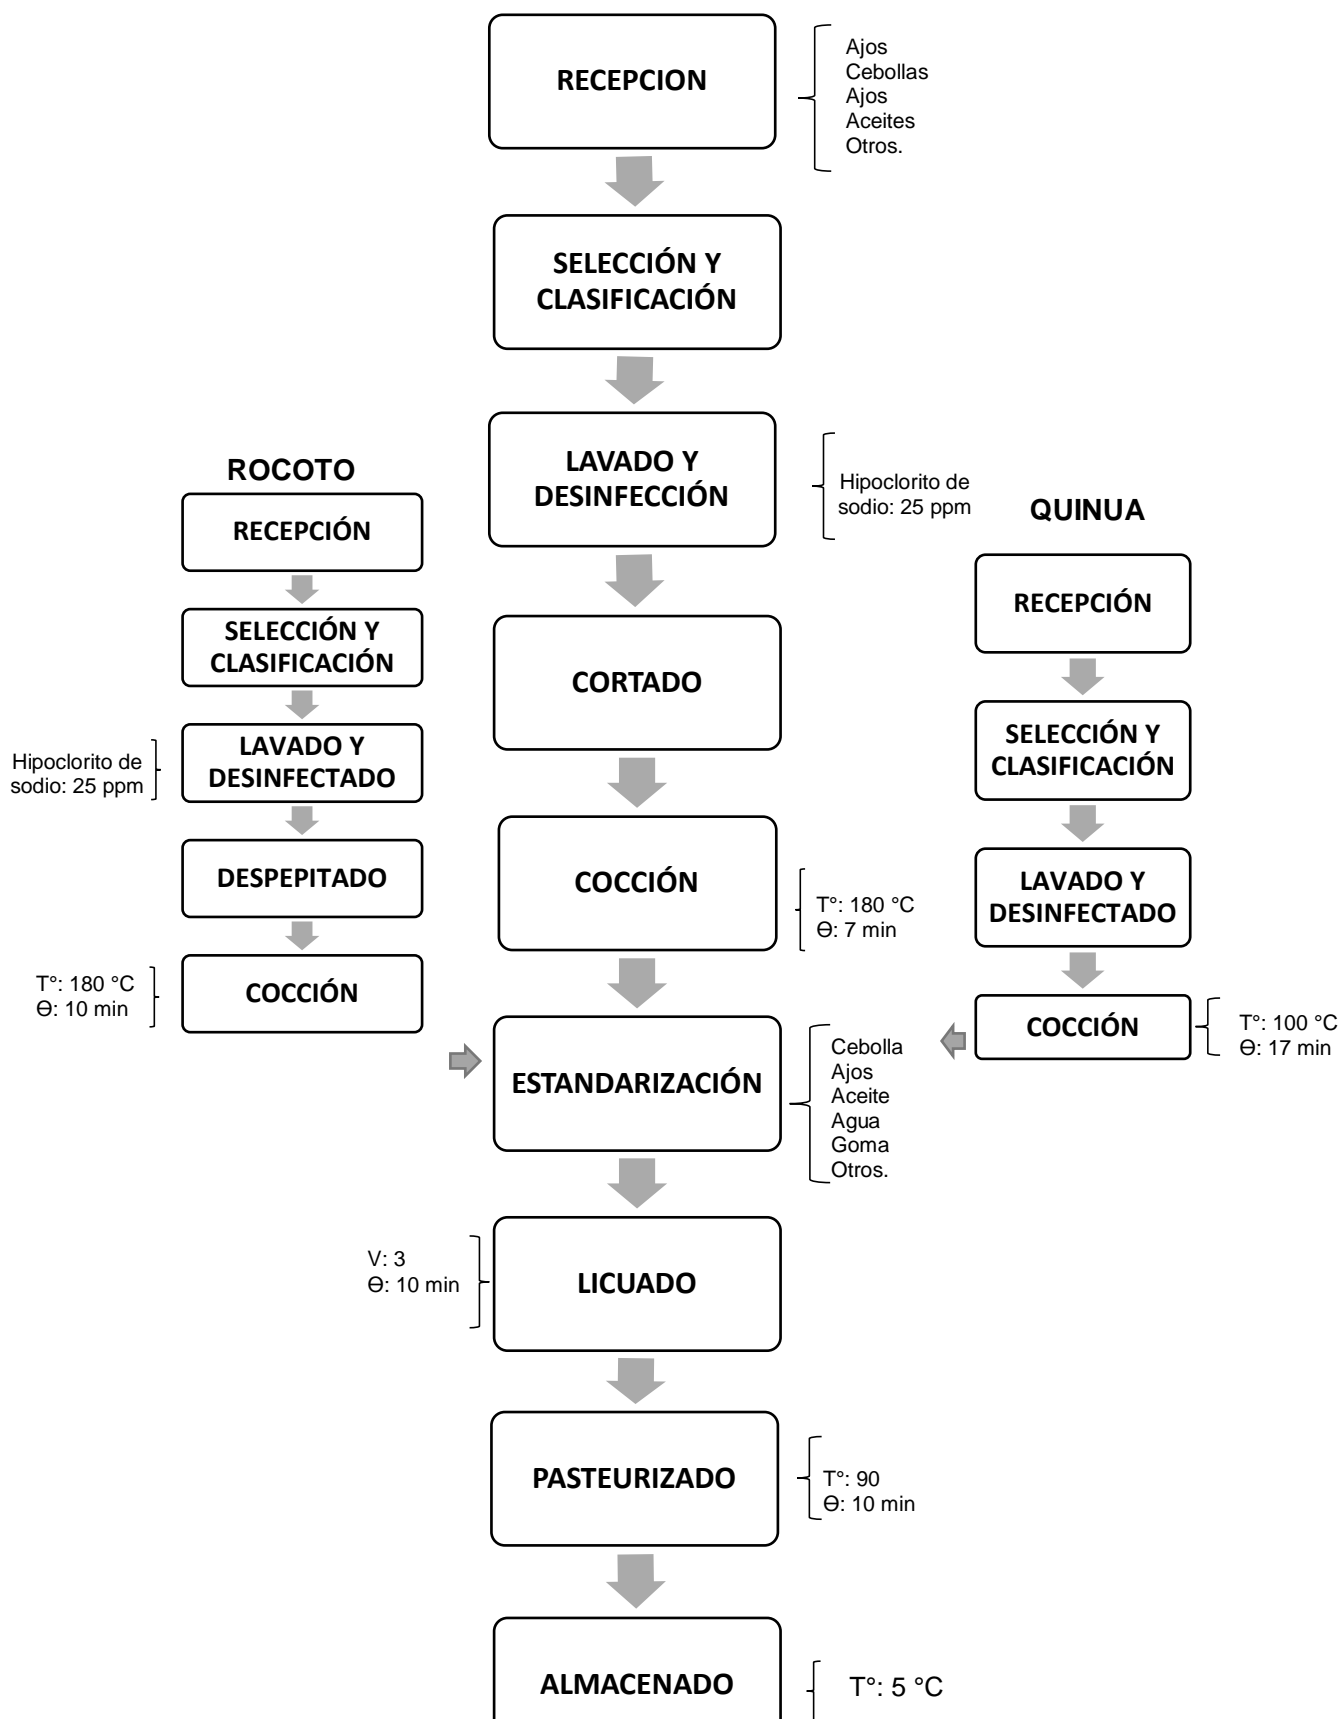 RECEPCION
Ajos
Cebollas
Ajos
Aceites
Otros.
SELECCIÓN Y
CLASIFICACIÓN
LAVADO Y
DESINFECCIÓN
Hipoclorito de
sodio: 25 ppm
CORTADO
COCCIÓN
T°: 180 °C
Ɵ: 7 min
ROCOTO
RECEPCIÓN
SELECCIÓN Y
CLASIFICACIÓN
LAVADO Y
DESINFECTADO
Hipoclorito de
sodio: 25 ppm
DESPEPITADO
COCCIÓN
T°: 180 °C
Ɵ: 10 min
QUINUA
RECEPCIÓN
SELECCIÓN Y
CLASIFICACIÓN
LAVADO Y
DESINFECTADO
COCCIÓN
T°: 100 °C
Ɵ: 17 min
ESTANDARIZACIÓN
Cebolla
Ajos
Aceite
Agua
Goma
Otros.
LICUADO
V: 3
Ɵ: 10 min
PASTEURIZADO
T°: 90
Ɵ: 10 min
ALMACENADO
T°: 5 °C